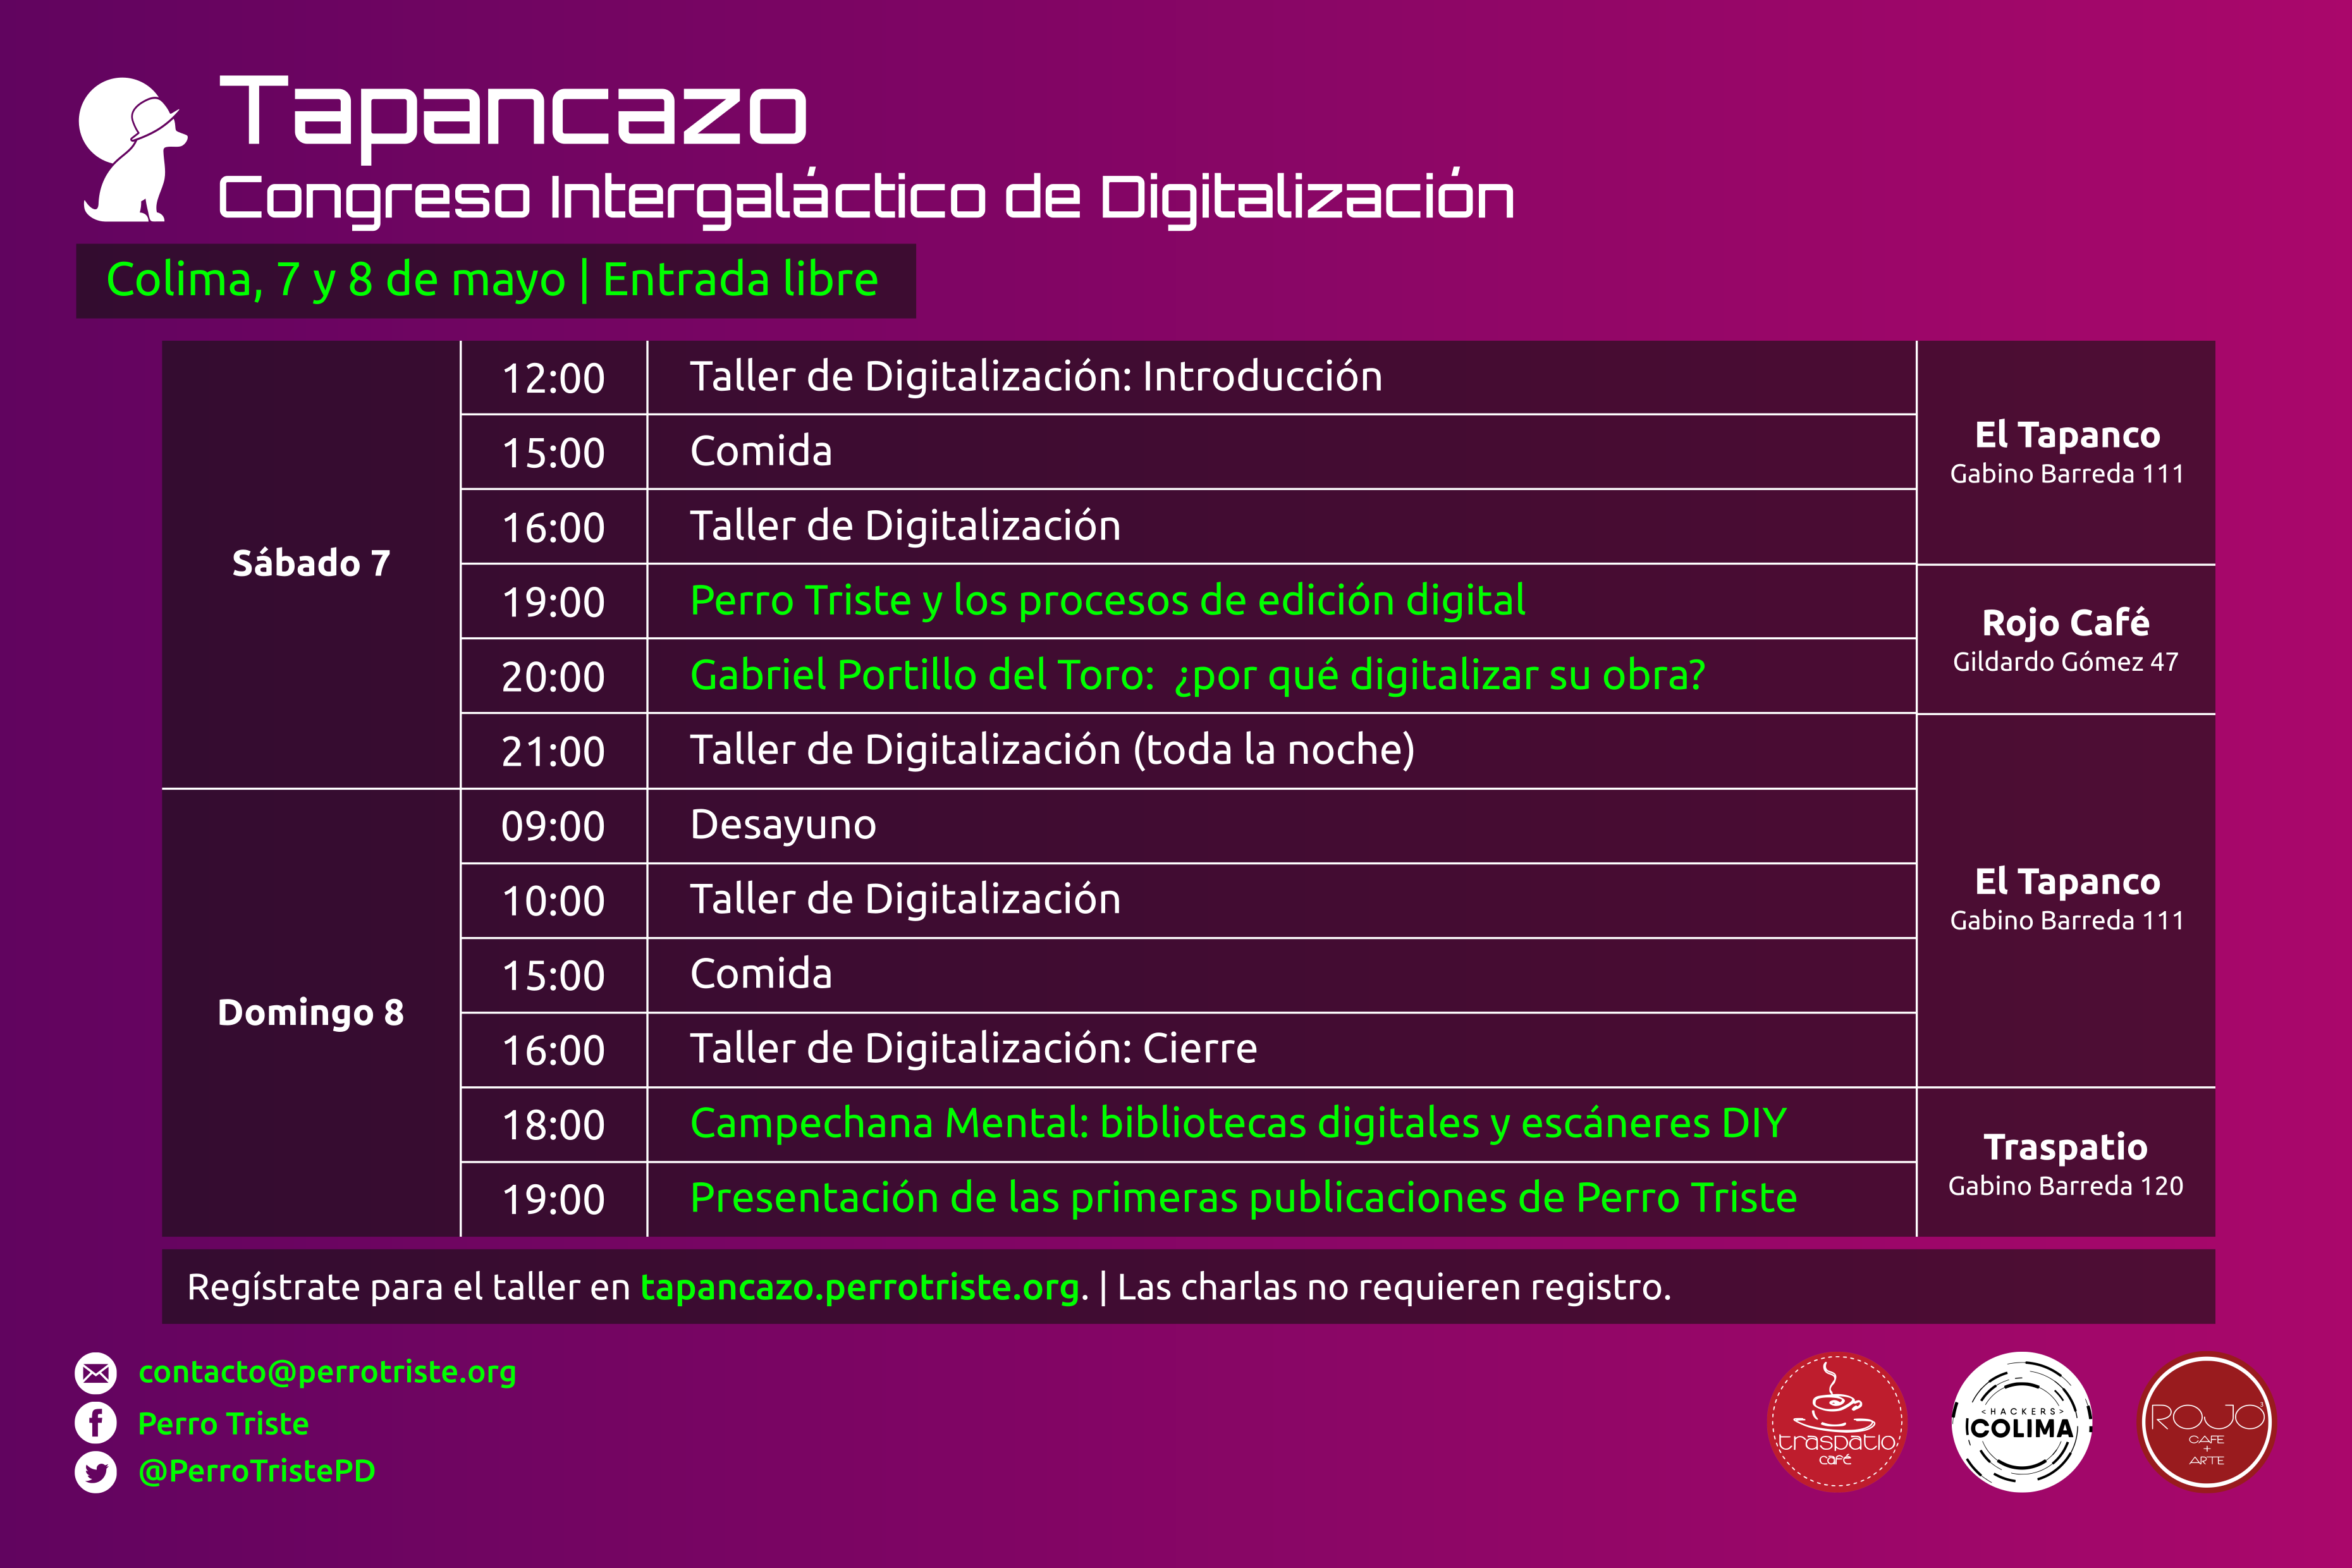 Tapancazo
Congreso Intergaláctico de Digitalización
Colima, 7 y 8 de mayo | Entrada libre
Sábado 7
12:00 Taller de Digitalización: Introducción
15:00 Comida
16:00 Taller de Digitalización
El Tapanco
Gabino Barreda 111
19:00 Perro Triste y los procesos de edición digital
20:00 Gabriel Portillo del Toro: ¿por qué digitalizar su obra?
Rojo Café
Gildardo Gómez 47
21:00 Taller de Digitalización (toda la noche)
Domingo 8
09:00 Desayuno
10:00 Taller de Digitalización
15:00 Comida
16:00 Taller de Digitalización: Cierre
El Tapanco
Gabino Barreda 111
18:00 Campechana Mental: bibliotecas digitales y escáneres DIY
19:00 Presentación de las primeras publicaciones de Perro Triste
Traspatio
Gabino Barreda 120
Regístrate para el taller en tapancazo.perrotriste.org. | Las charlas no requieren registro.
contacto@perrotriste.org
Perro Triste
@PerroTristePD
traspatio
café
<HACKERS>
COLIMA
ROJO
CAFE
+
ARTE